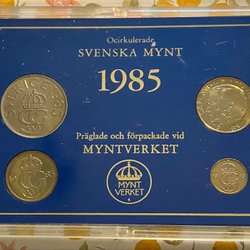 Ocirkulerade
SVENSKA MYNT
1985
Präglade och förpackade vid
MYNTVERKET
MYNT
VERKET